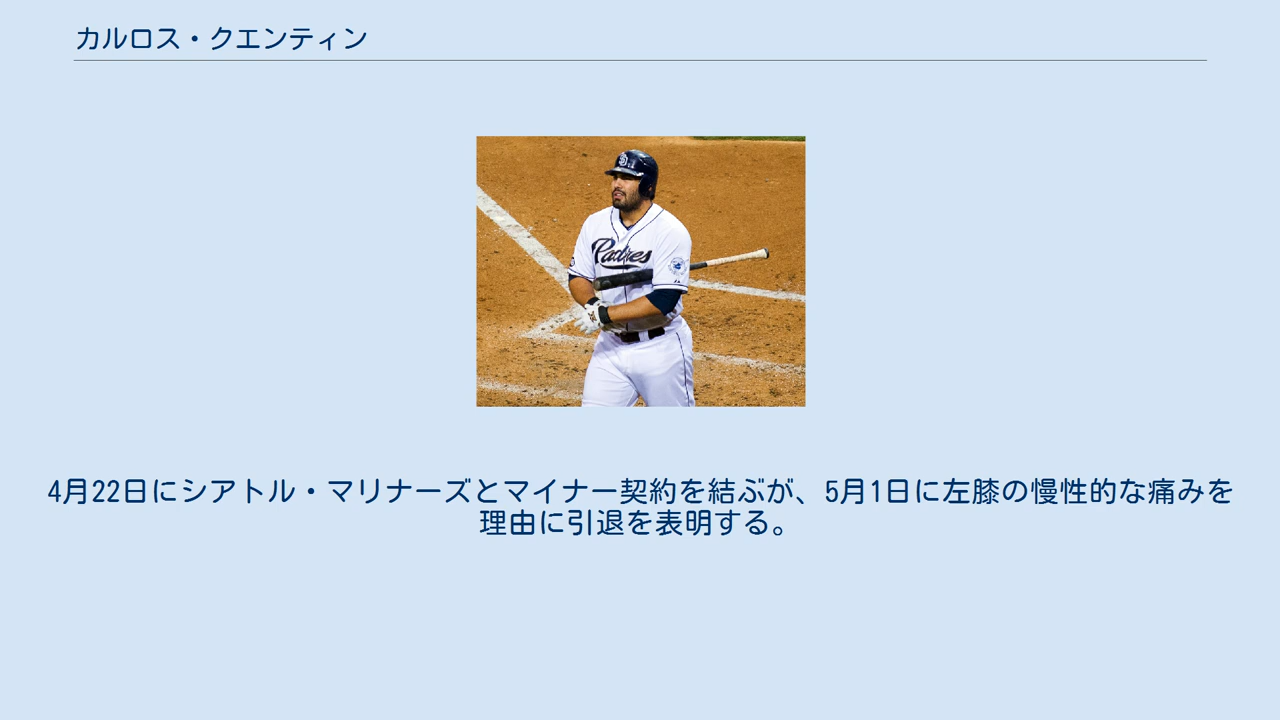 カルロス・クエンティン
Padres
4月22日にシアトル・マリナーズとマイナー契約を結ぶが、5月1日に左膝の慢性的な痛みを
理由に引退を表明する。